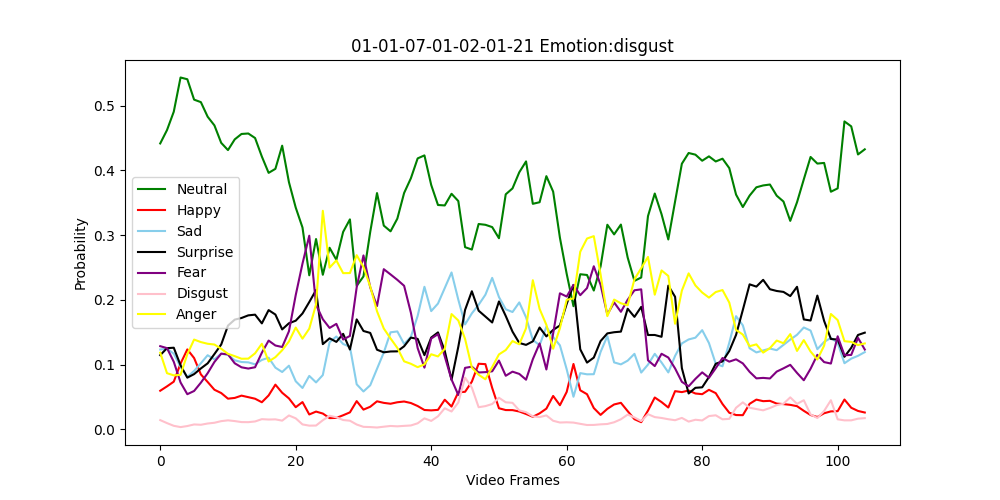 01-01-07-01-02-01-21 Emotion:disgust
Probability
0.5
0.4
0.3
0.2
0.1
0.0
Neutral
Happy
Sad
Surprise
Fear
Disgust
Anger
0 20 40 60 80 100
Video Frames